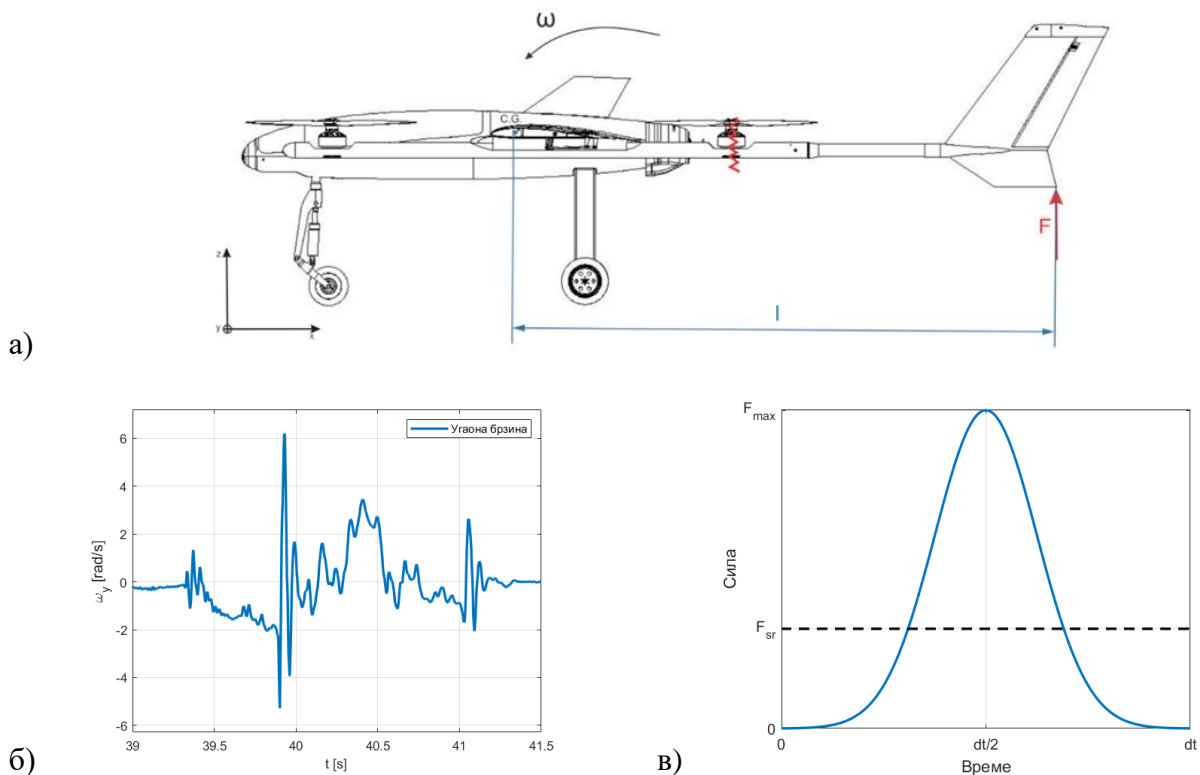 ω
C.G.
F
z
y
x
l
а)
Угаона брзина
ω_y [rad/s]
6
4
2
0
-2
-4
-6
39
39.5
40
40.5
41
41.5
t [s]
б)
F_max
Сила
F_sr
0
0
dt/2
dt
Време
в)